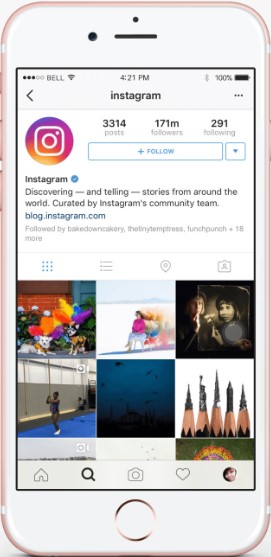 BELL 4:21 PM 100%
instagram
3314 171m 291
posts followers following
+ FOLLOW
Instagram
Discovering — and telling — stories from around the
world. Curated by Instagram's community team.
blog.instagram.com
Followed by bakedowncakery, thetinytemptress, funchpunch + 18
more